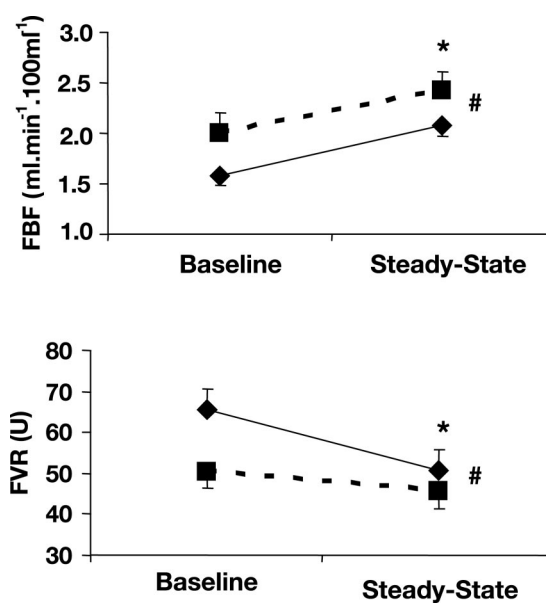 FBF (ml.min⁻¹.100ml⁻¹)
3.0
2.5
2.0
1.5
1.0
*
#
Baseline
Steady-State
FVR (U)
80
70
60
50
40
30
*
#
Baseline
Steady-State